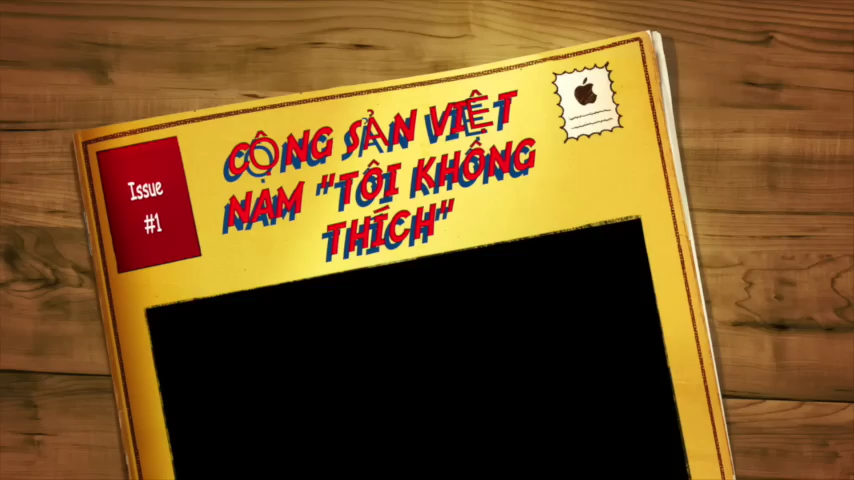 Issue
#1
CỘNG SẢN VIỆT
NAM "TÔI KHÔNG
THÍCH"